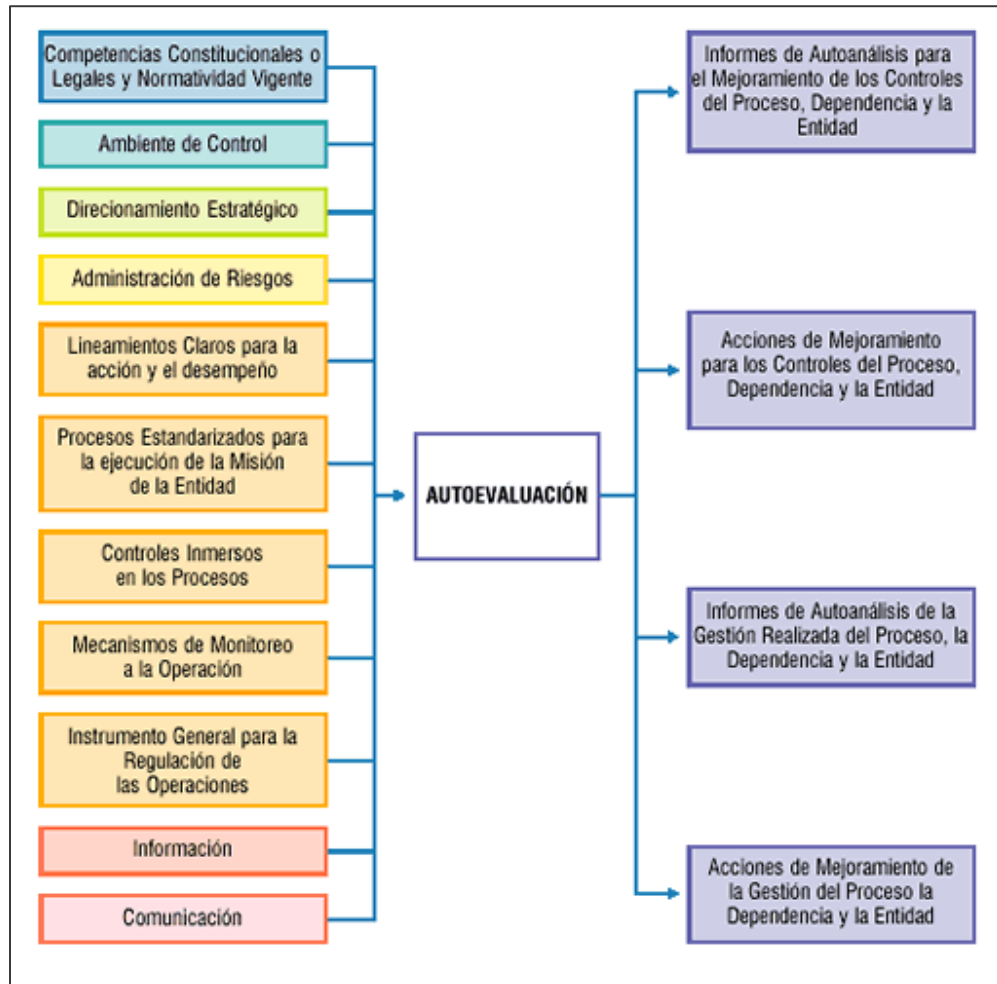 Competencias Constitucionales o
Legales y Normatividad Vigente
Ambiente de Control
Direcionamiento Estratégico
Administración de Riesgos
Lineamientos Claros para la
acción y el desempeño
Procesos Estandarizados para
la ejecución de la Misión
de la Entidad
Controles Inmersos
en los Procesos
Mecanismos de Monitoreo
a la Operación
Instrumento General para la
Regulación de
las Operaciones
Información
Comunicación
AUTOEVALUACIÓN
Informes de Autoanálisis para
el Mejoramiento de los Controles
del Proceso, Dependencia y la
Entidad
Acciones de Mejoramiento
para los Controles del Proceso,
Dependencia y la Entidad
Informes de Autoanálisis de la
Gestión Realizada del Proceso, la
Dependencia y la Entidad
Acciones de Mejoramiento de
la Gestión del Proceso la
Dependencia y la Entidad